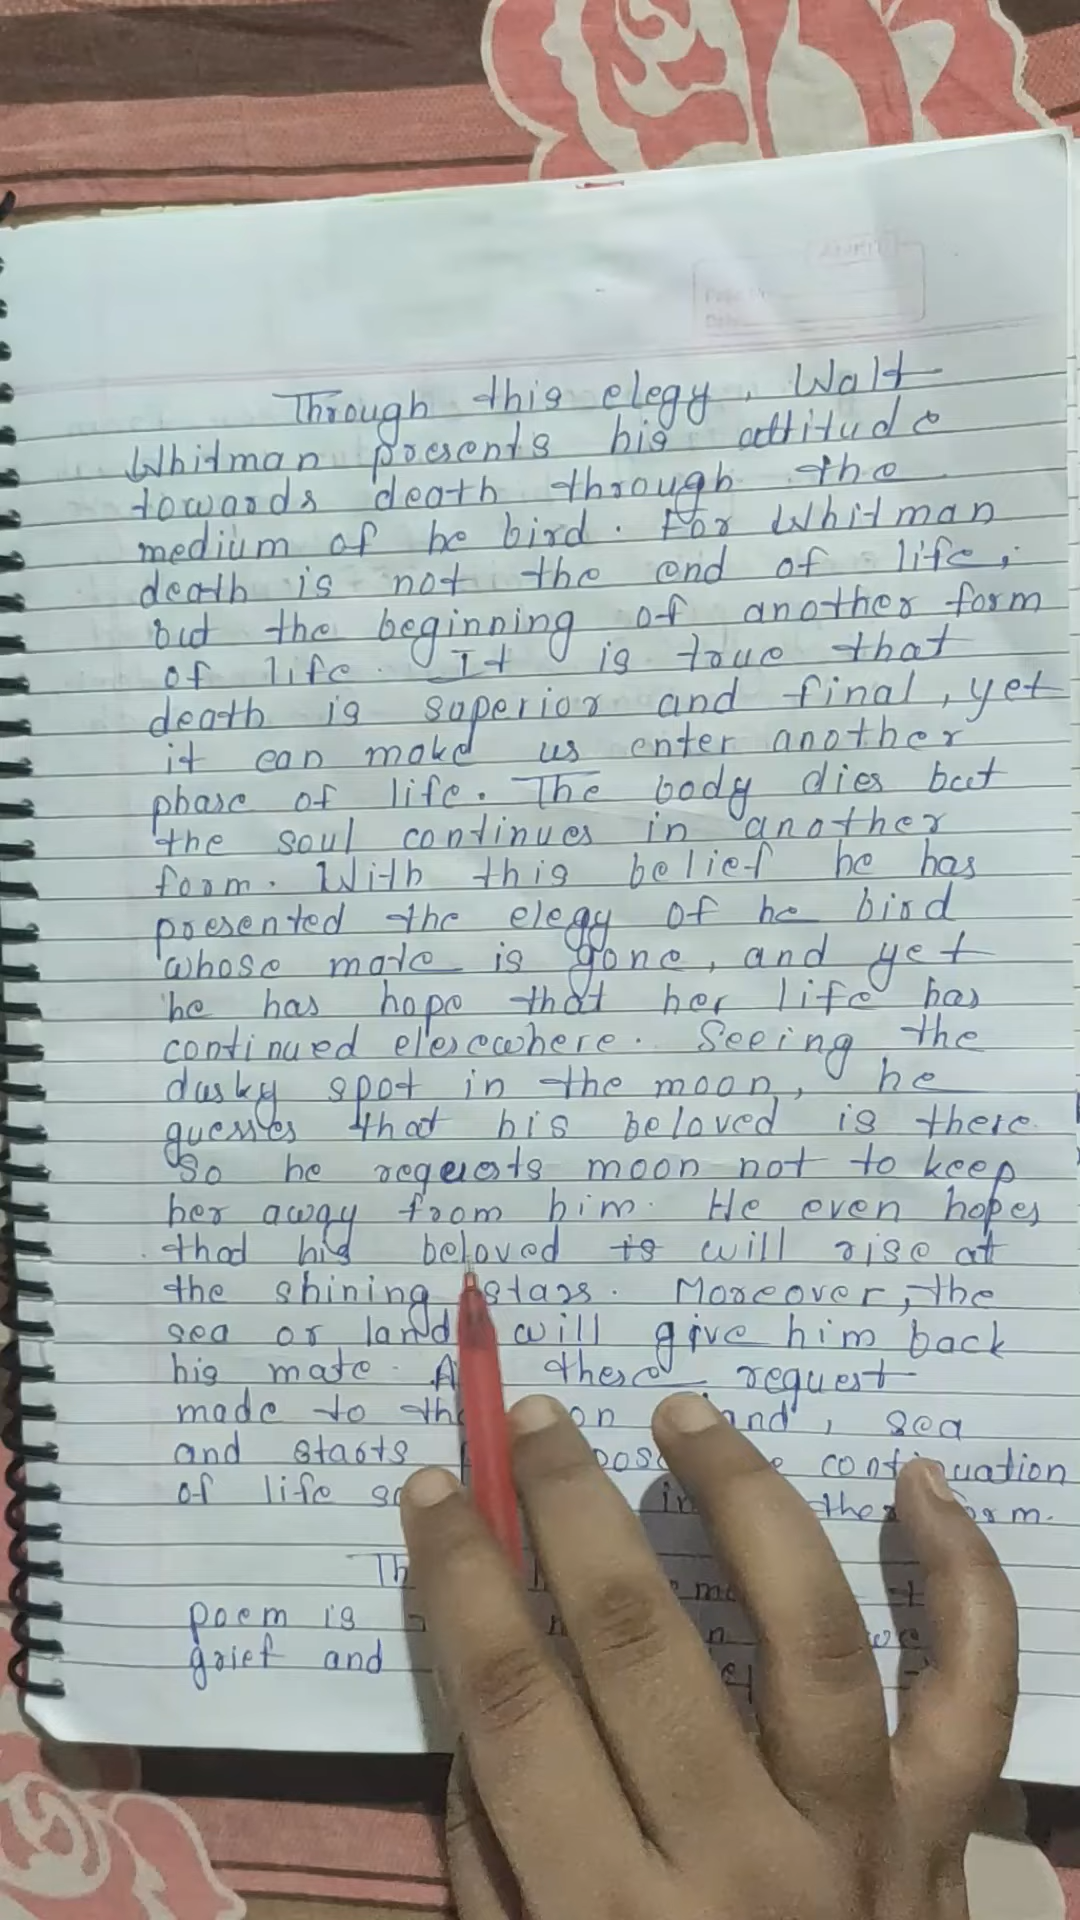 Through this elegy, Walt
Whitman presents his attitude
towards death through the
medium of he bird. For Whitman
death is not the end of life,
but the beginning of another form
of life. It is true that
death is superior and final, yet
it can make us enter another
phase of life. The body dies but
the soul continues in another
form. With this belief he has
presented the elegy of he bird
whose mate is gone, and yet
he has hope that her life has
continued elesewhere. Seeing the
dusky spot in the moon, he
guesses that his beloved is there
So he requests moon not to keep
her away from him. He even hopes
that his beloved is will rise at
the shining stars. Moreover, the
sea or land will give him back
his mate. these request
made to land, sea
and starts continuation
of life form.
poem is
grief and